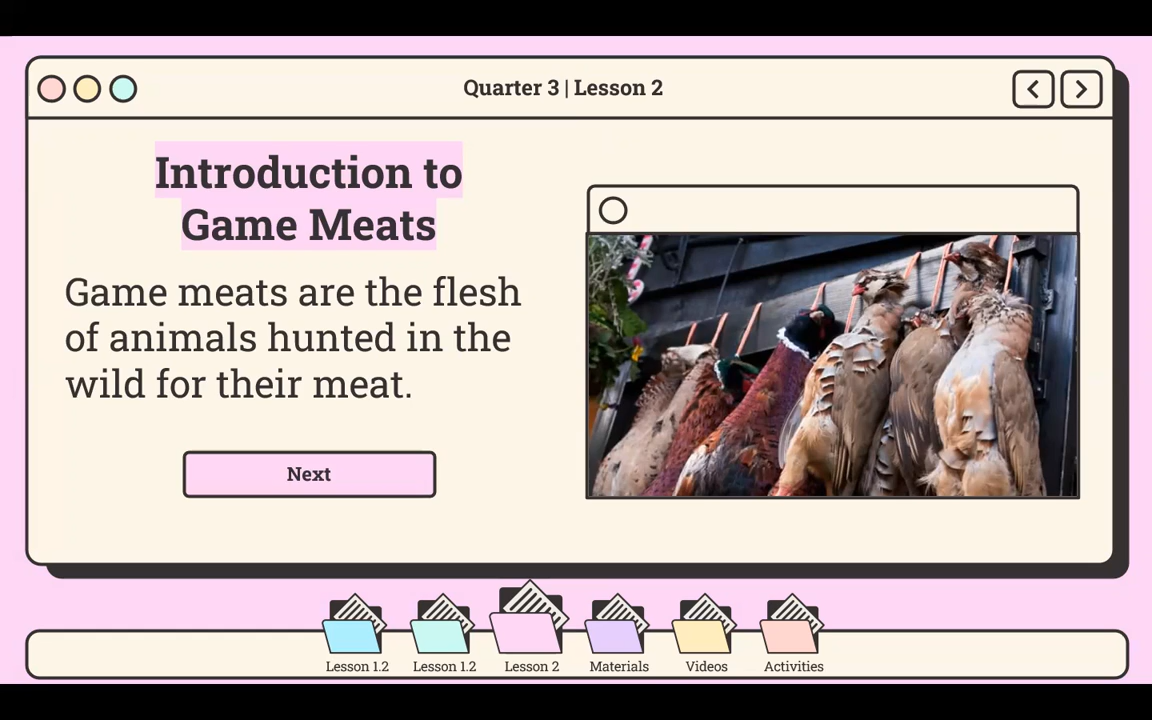 Quarter 3 | Lesson 2
Introduction to
Game Meats
Game meats are the flesh
of animals hunted in the
wild for their meat.
Next
Lesson 1.2
Lesson 1.2
Lesson 2
Materials
Videos
Activities